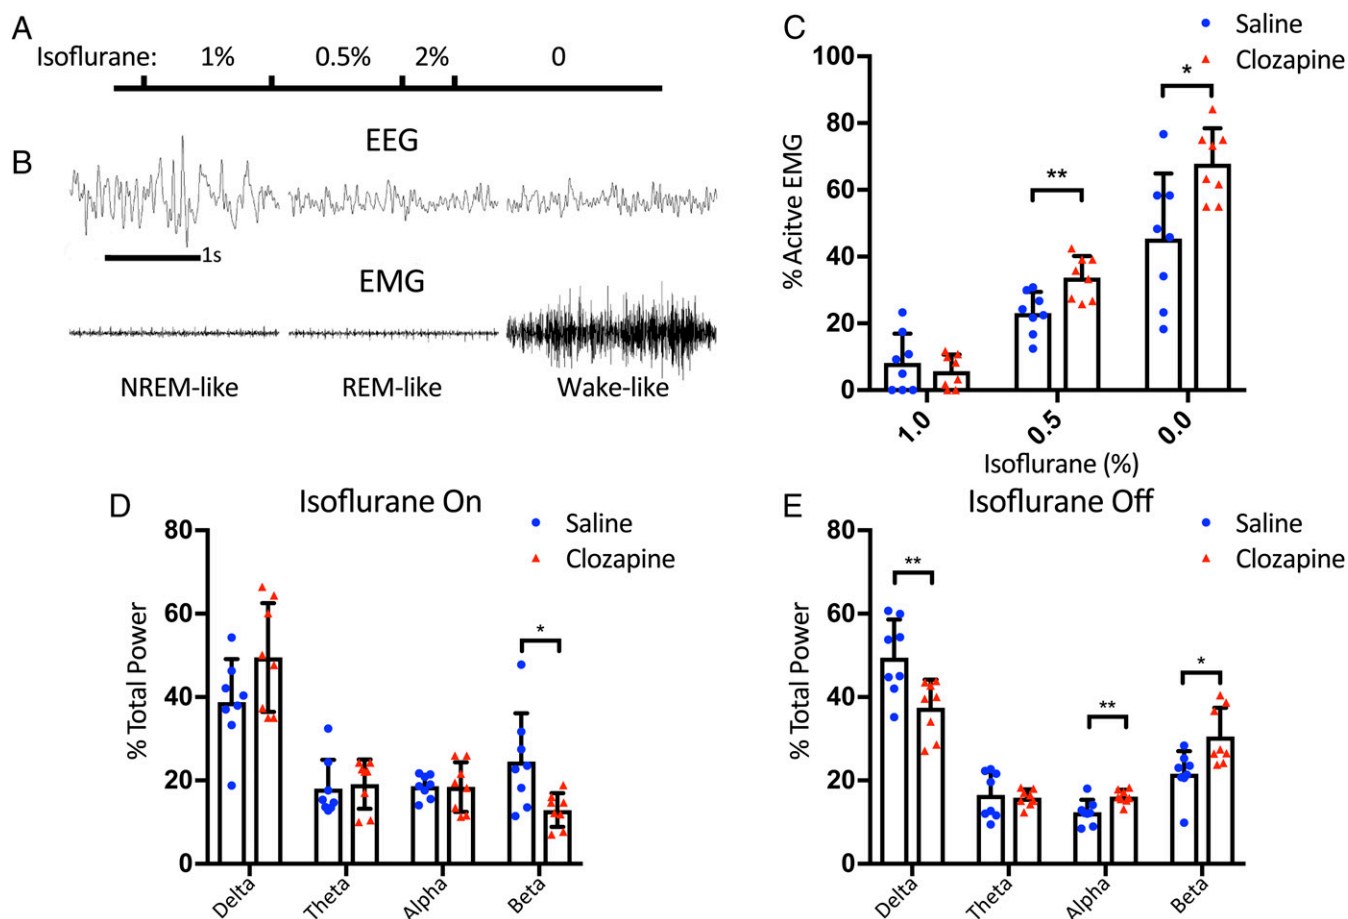 A
Isoflurane: 1% 0.5% 2% 0
B
EEG
1s
EMG
NREM-like REM-like Wake-like
C
Saline
Clozapine
% Acitve EMG
100
80
60
40
20
0
*
**
1.0 0.5 0.0
Isoflurane (%)
D
Isoflurane On
Saline
Clozapine
% Total Power
80
60
40
20
0
*
Delta Theta Alpha Beta
E
Isoflurane Off
Saline
Clozapine
% Total Power
80
60
40
20
0
**
**
*
Delta Theta Alpha Beta